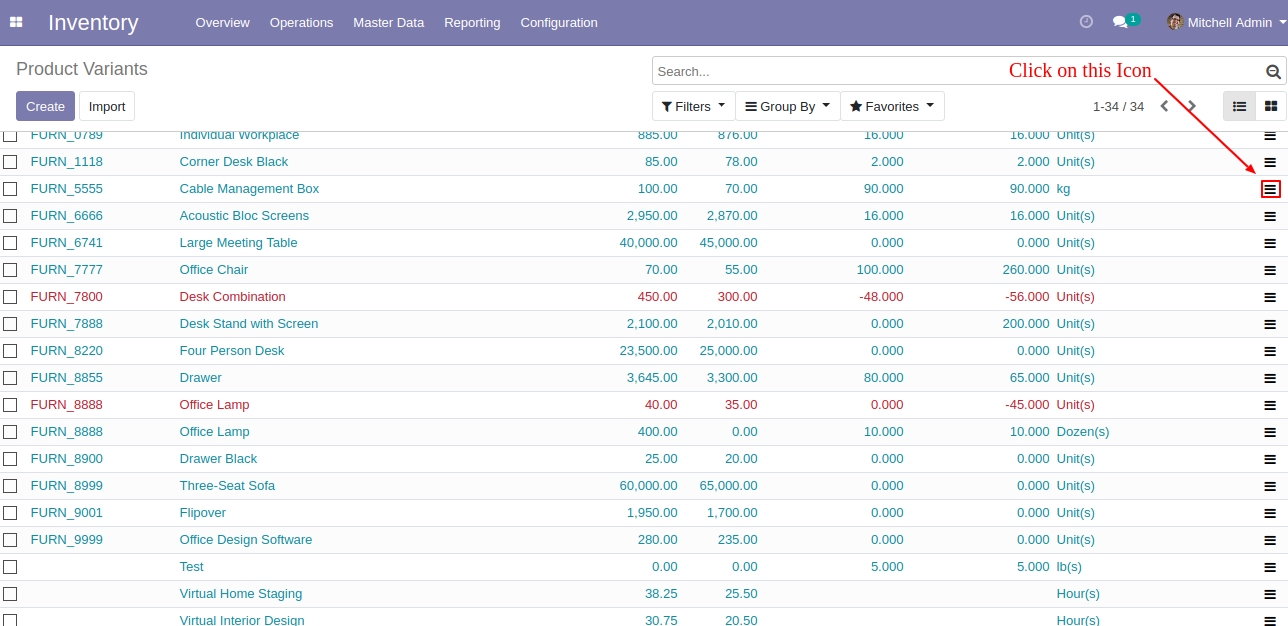 Inventory Overview Operations Master Data Reporting Configuration 1 Mitchell Admin
Product Variants Search... Click on this Icon
Create Import Filters Group By Favorites 1-34 / 34
FURN_0789 Individual Workplace 885.00 876.00 16.000 16.000 Unit(s)
FURN_1118 Corner Desk Black 85.00 78.00 2.000 2.000 Unit(s)
FURN_5555 Cable Management Box 100.00 70.00 90.000 90.000 kg
FURN_6666 Acoustic Bloc Screens 2,950.00 2,870.00 16.000 16.000 Unit(s)
FURN_6741 Large Meeting Table 40,000.00 45,000.00 0.000 0.000 Unit(s)
FURN_7777 Office Chair 70.00 55.00 100.000 260.000 Unit(s)
FURN_7800 Desk Combination 450.00 300.00 -48.000 -56.000 Unit(s)
FURN_7888 Desk Stand with Screen 2,100.00 2,010.00 0.000 200.000 Unit(s)
FURN_8220 Four Person Desk 23,500.00 25,000.00 0.000 0.000 Unit(s)
FURN_8855 Drawer 3,645.00 3,300.00 80.000 65.000 Unit(s)
FURN_8888 Office Lamp 40.00 35.00 0.000 -45.000 Unit(s)
FURN_8888 Office Lamp 400.00 0.00 10.000 10.000 Dozen(s)
FURN_8900 Drawer Black 25.00 20.00 0.000 0.000 Unit(s)
FURN_8999 Three-Seat Sofa 60,000.00 65,000.00 0.000 0.000 Unit(s)
FURN_9001 Flipover 1,950.00 1,700.00 0.000 0.000 Unit(s)
FURN_9999 Office Design Software 280.00 235.00 0.000 0.000 Unit(s)
Test 0.00 0.00 5.000 5.000 lb(s)
Virtual Home Staging 38.25 25.50 Hour(s)
Virtual Interior Design 30.75 20.50 Hour(s)